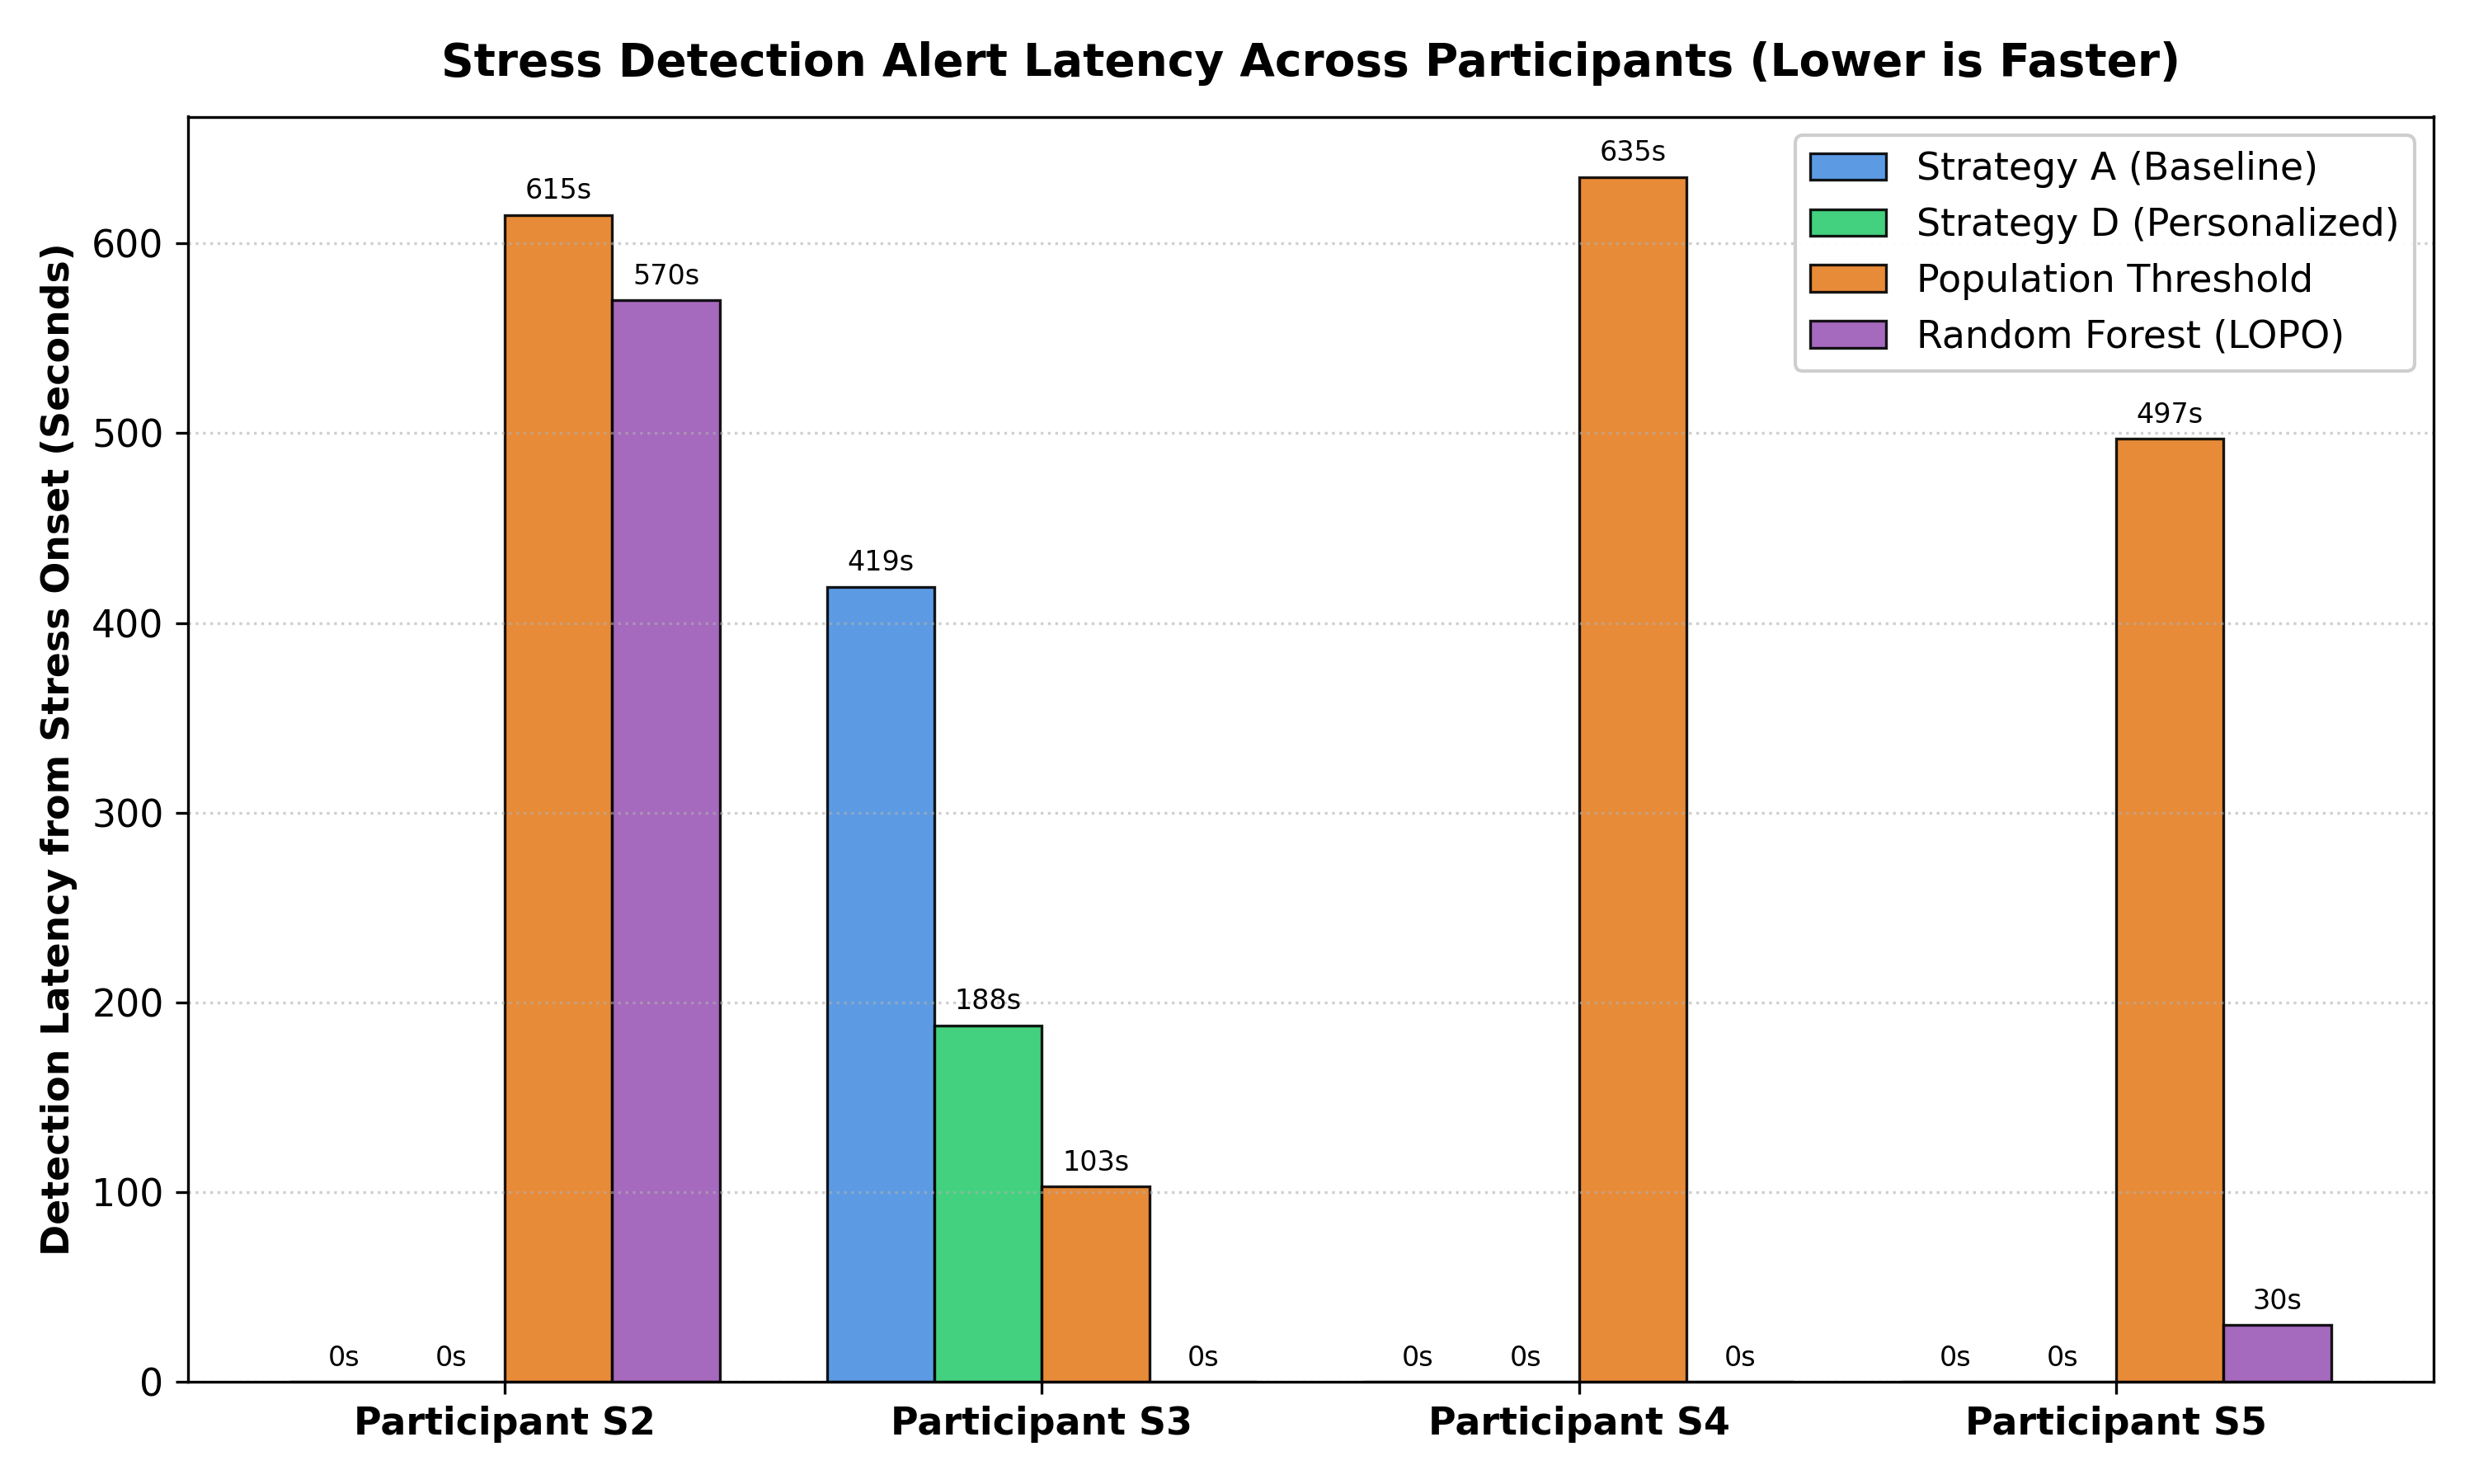 Stress Detection Alert Latency Across Participants (Lower is Faster)
Detection Latency from Stress Onset (Seconds)
600
500
400
300
200
100
0
Strategy A (Baseline)
Strategy D (Personalized)
Population Threshold
Random Forest (LOPO)
0s
0s
615s
570s
419s
188s
103s
0s
0s
0s
635s
0s
0s
0s
497s
30s
Participant S2
Participant S3
Participant S4
Participant S5